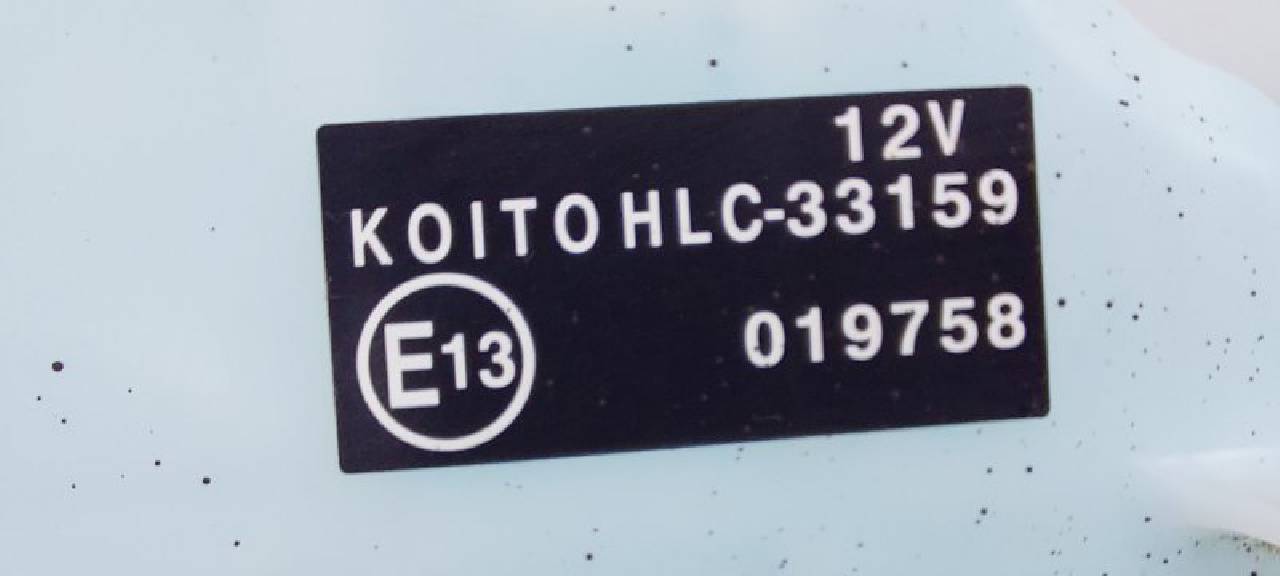 12V
KOITO HLC-33159
E13 019758